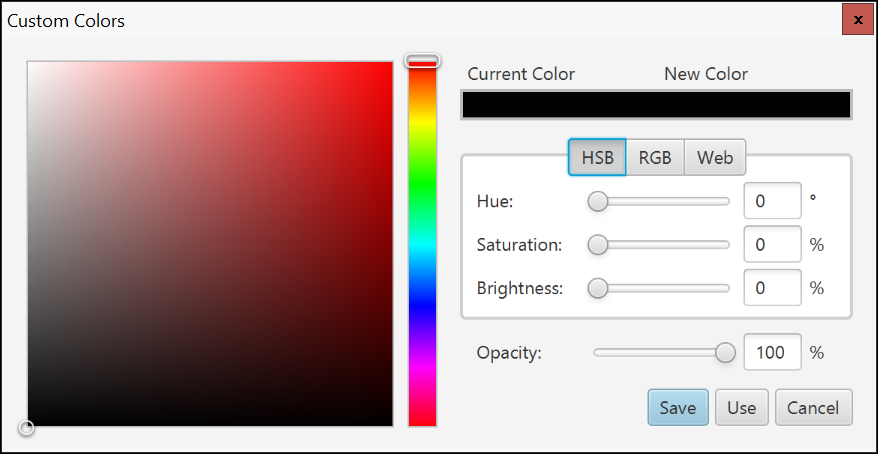 Custom Colors
x
Current Color New Color
HSB RGB Web
Hue: 0 °
Saturation: 0 %
Brightness: 0 %
Opacity: 100 %
Save Use Cancel